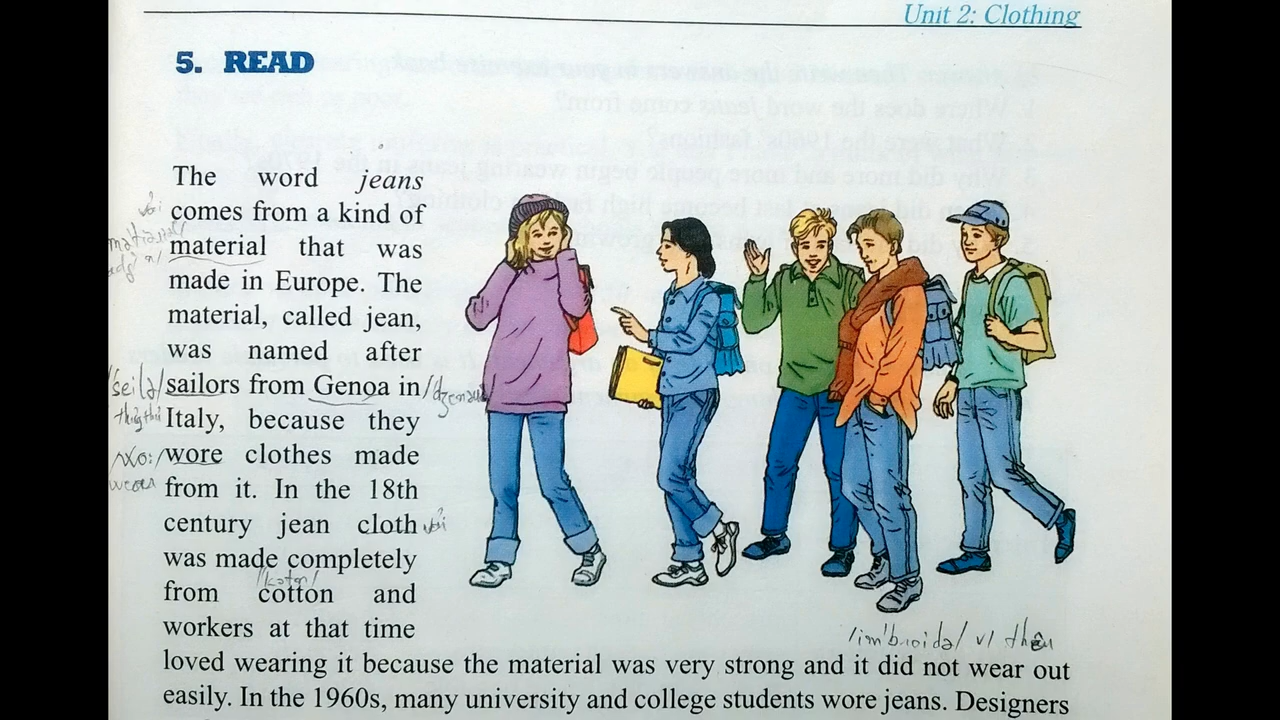 Unit 2: Clothing
5. READ
The word jeans
comes from a kind of
material that was
made in Europe. The
material, called jean,
was named after
sailors from Genoa in
Italy, because they
wore clothes made
from it. In the 18th
century jean cloth
vải
was made completely
from cotton and
workers at that time
/im'brɔidə/ v/ thêu
loved wearing it because the material was very strong and it did not wear out
easily. In the 1960s, many university and college students wore jeans. Designers